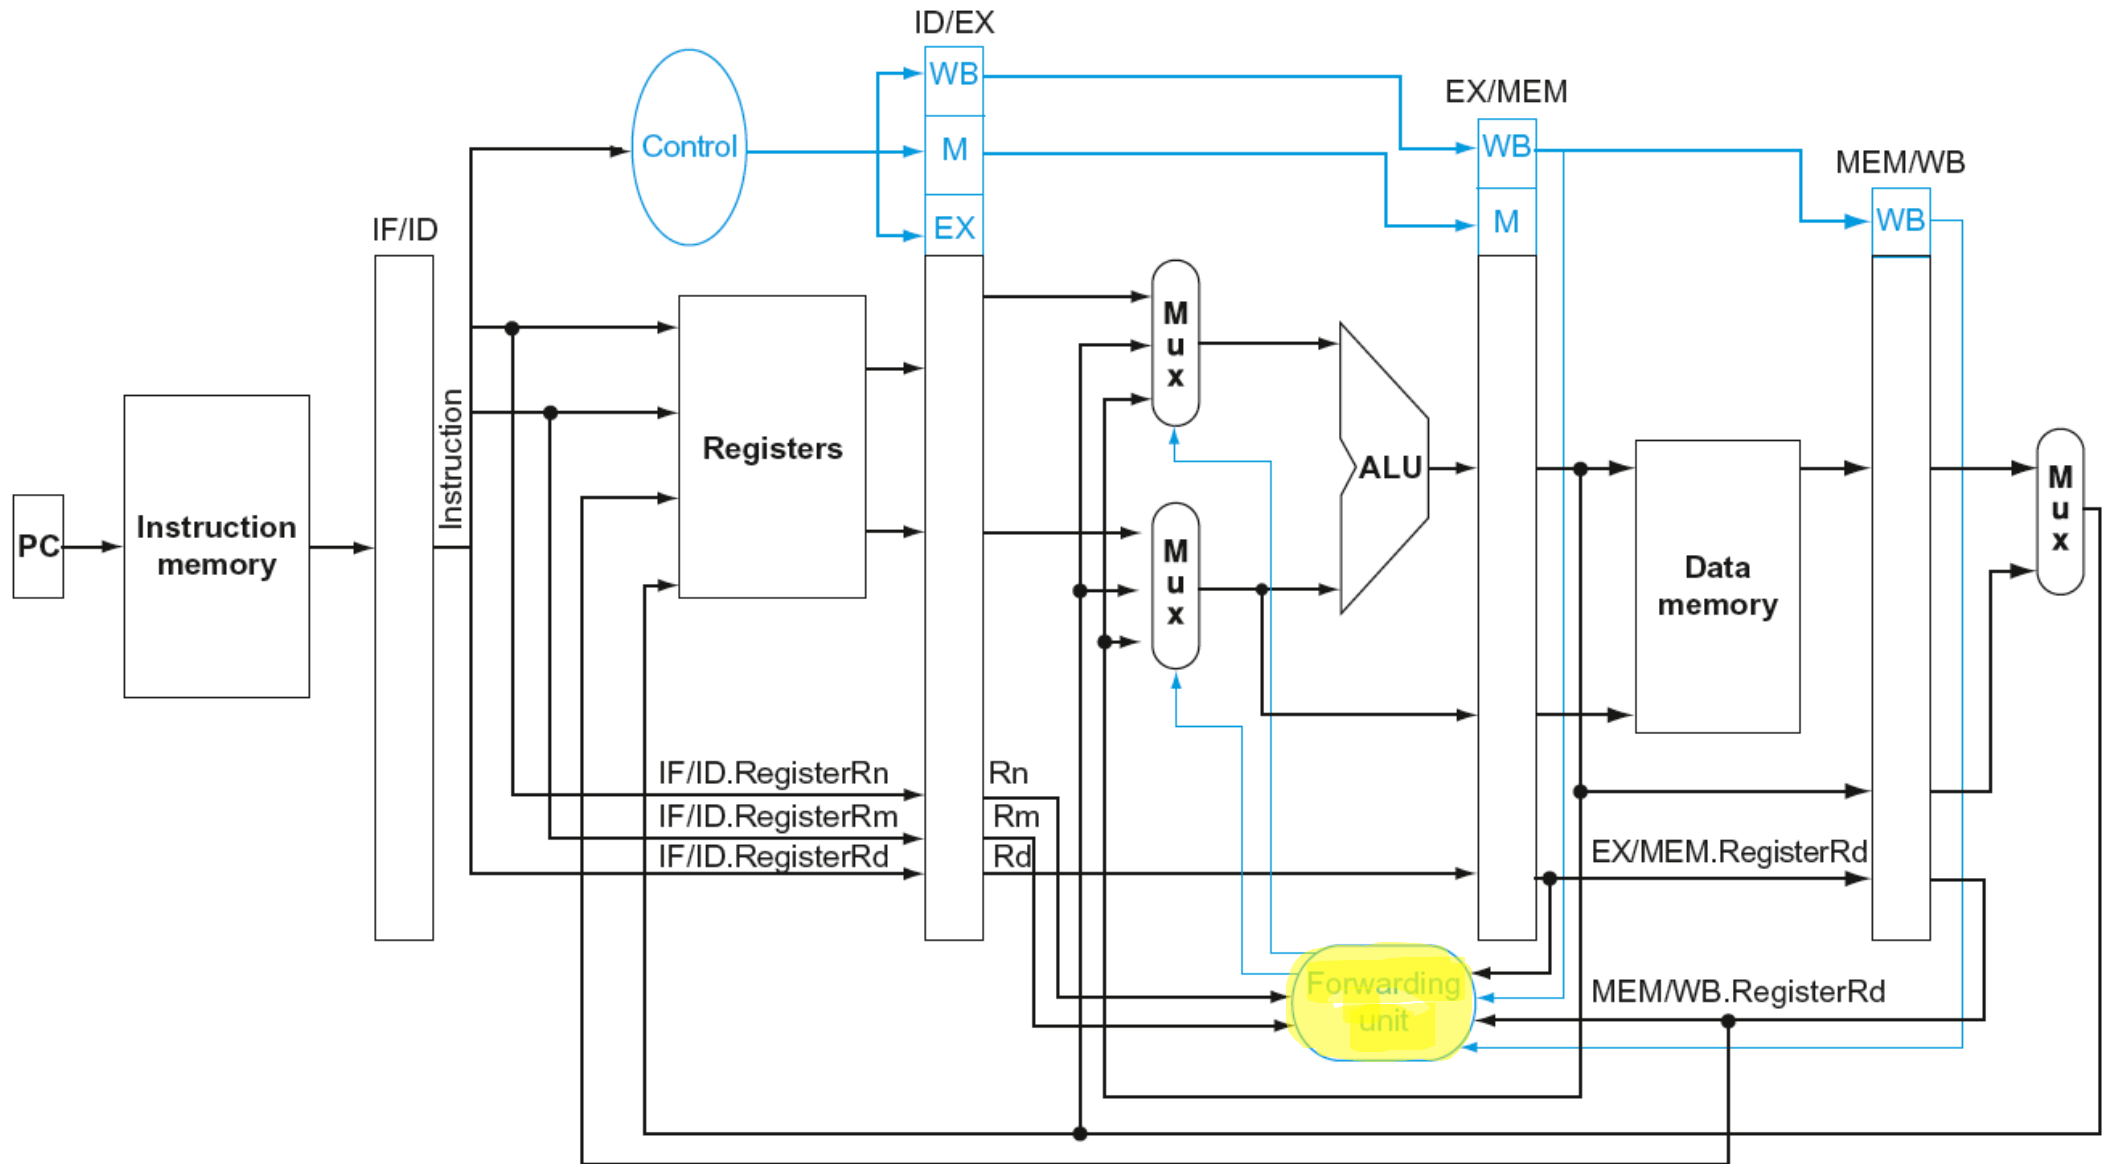 ID/EX
WB
EX/MEM
Control
M
WB
MEM/WB
IF/ID
EX
M
WB
M
u
x
Instruction
Registers
ALU
M
u
x
PC
Instruction
memory
M
u
x
Data
memory
IF/ID.RegisterRn
Rn
IF/ID.RegisterRm
Rm
IF/ID.RegisterRd
Rd
EX/MEM.RegisterRd
Forwarding
unit
MEM/WB.RegisterRd